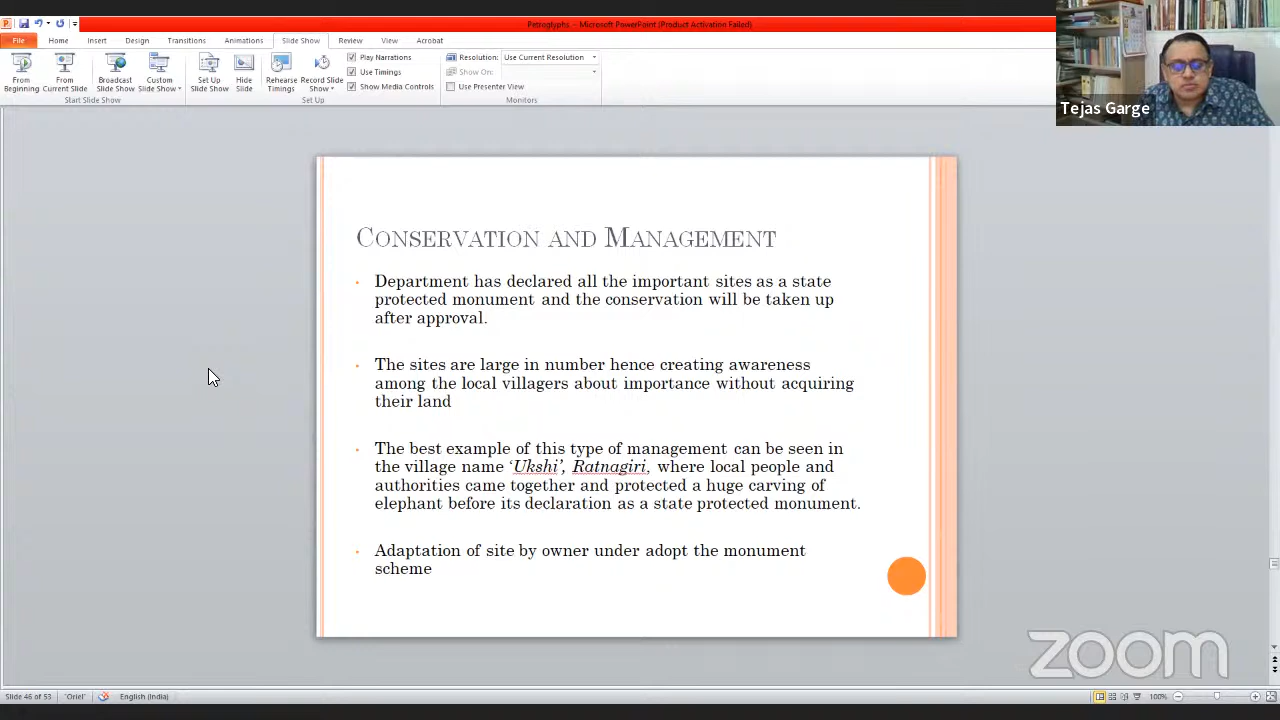 Petroglyphs -- Microsoft PowerPoint (Product Activation Failed)
File Home Insert Design Transitions Animations Slide Show Review View Acrobat
From Beginning
From Current Slide
Broadcast Slide Show
Custom Slide Show
Set Up Slide Show
Hide Slide
Rehearse Timings
Record Slide Show
Play Narrations
Use Timings
Show Media Controls
Resolution: Use Current Resolution
Show On:
Use Presenter View
Start Slide Show
Set Up
Monitors
Tejas Garge
CONSERVATION AND MANAGEMENT
Department has declared all the important sites as a state
protected monument and the conservation will be taken up
after approval.
The sites are large in number hence creating awareness
among the local villagers about importance without acquiring
their land
The best example of this type of management can be seen in
the village name ‘Ukshi’, Ratnagiri, where local people and
authorities came together and protected a huge carving of
elephant before its declaration as a state protected monument.
Adaptation of site by owner under adopt the monument
scheme
zoom
Slide 46 of 53 "Oriel" English (India) 100%